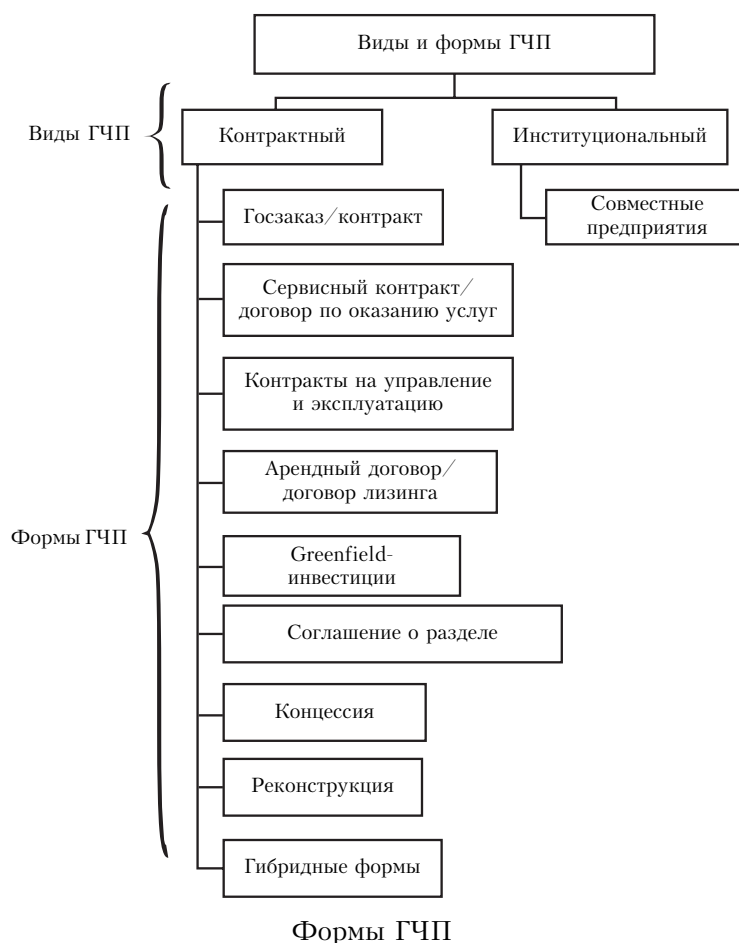 Виды и формы ГЧП
Виды ГЧП
Контрактный
Институциональный
Госзаказ/контракт
Совместные
предприятия
Сервисный контракт/
договор по оказанию услуг
Контракты на управление
и эксплуатацию
Арендный договор/
договор лизинга
Формы ГЧП
Greenfield-
инвестиции
Соглашение о разделе
Концессия
Реконструкция
Гибридные формы
Формы ГЧП